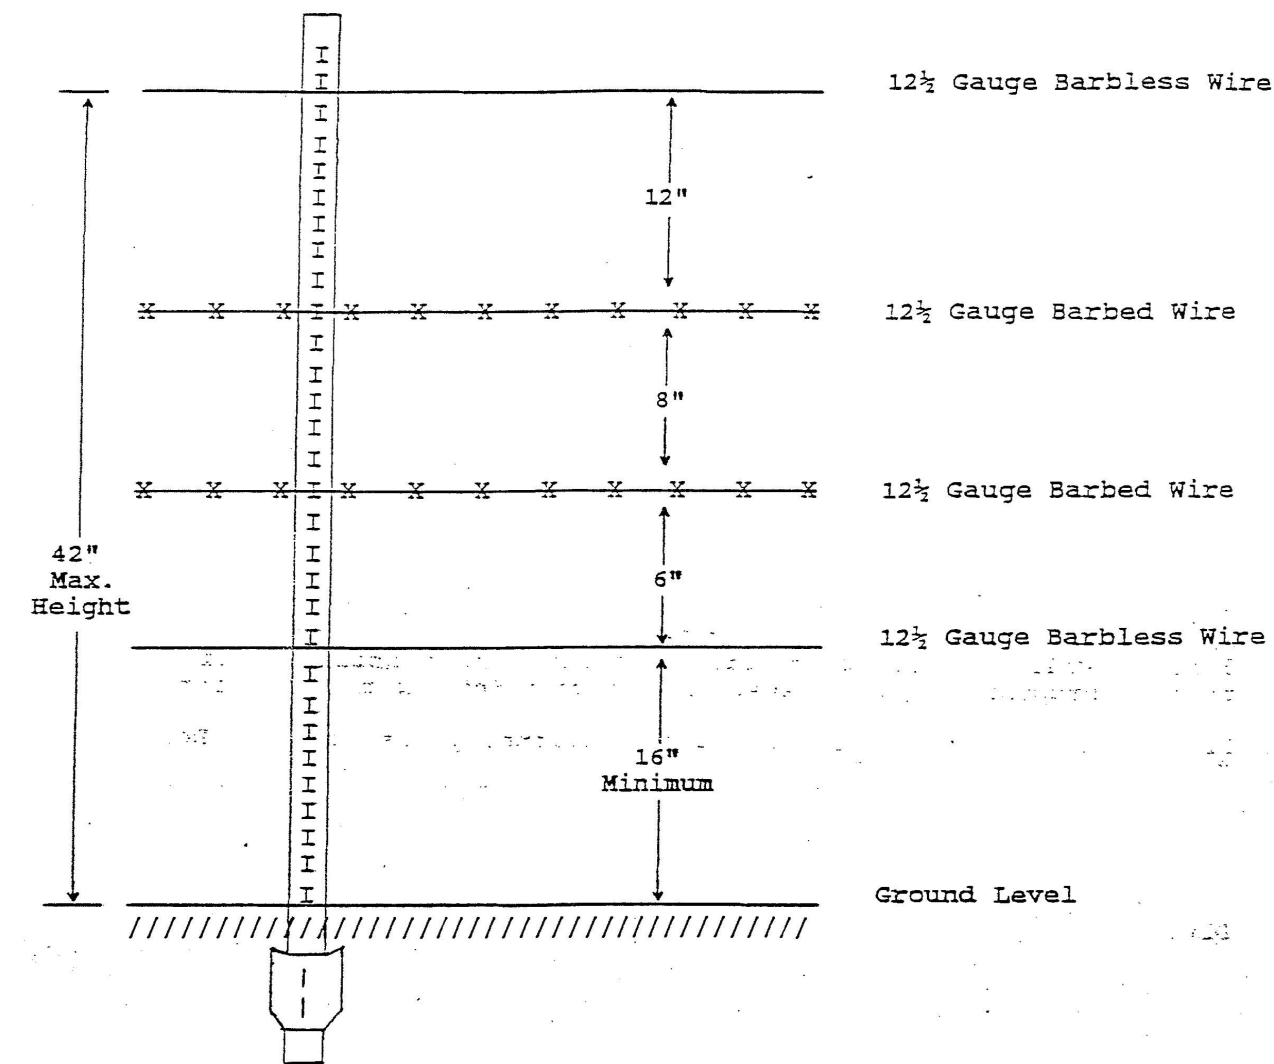 12½ Gauge Barbless Wire
12"
12½ Gauge Barbed Wire
8"
12½ Gauge Barbed Wire
42"
Max.
Height
6"
12½ Gauge Barbless Wire
16"
Minimum
Ground Level